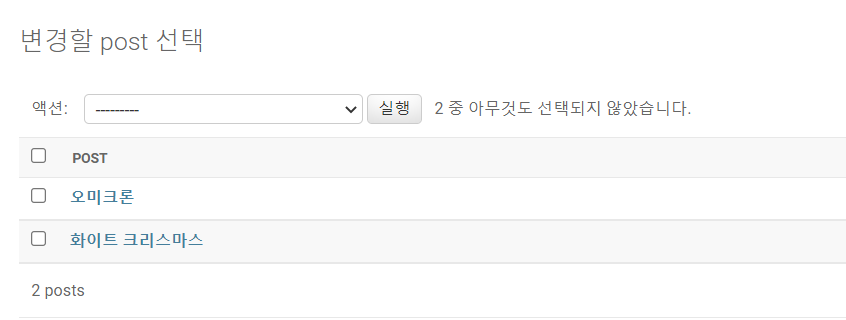 변경할 post 선택
액션: --------- 실행 2 중 아무것도 선택되지 않았습니다.
POST
오미크론
화이트 크리스마스
2 posts